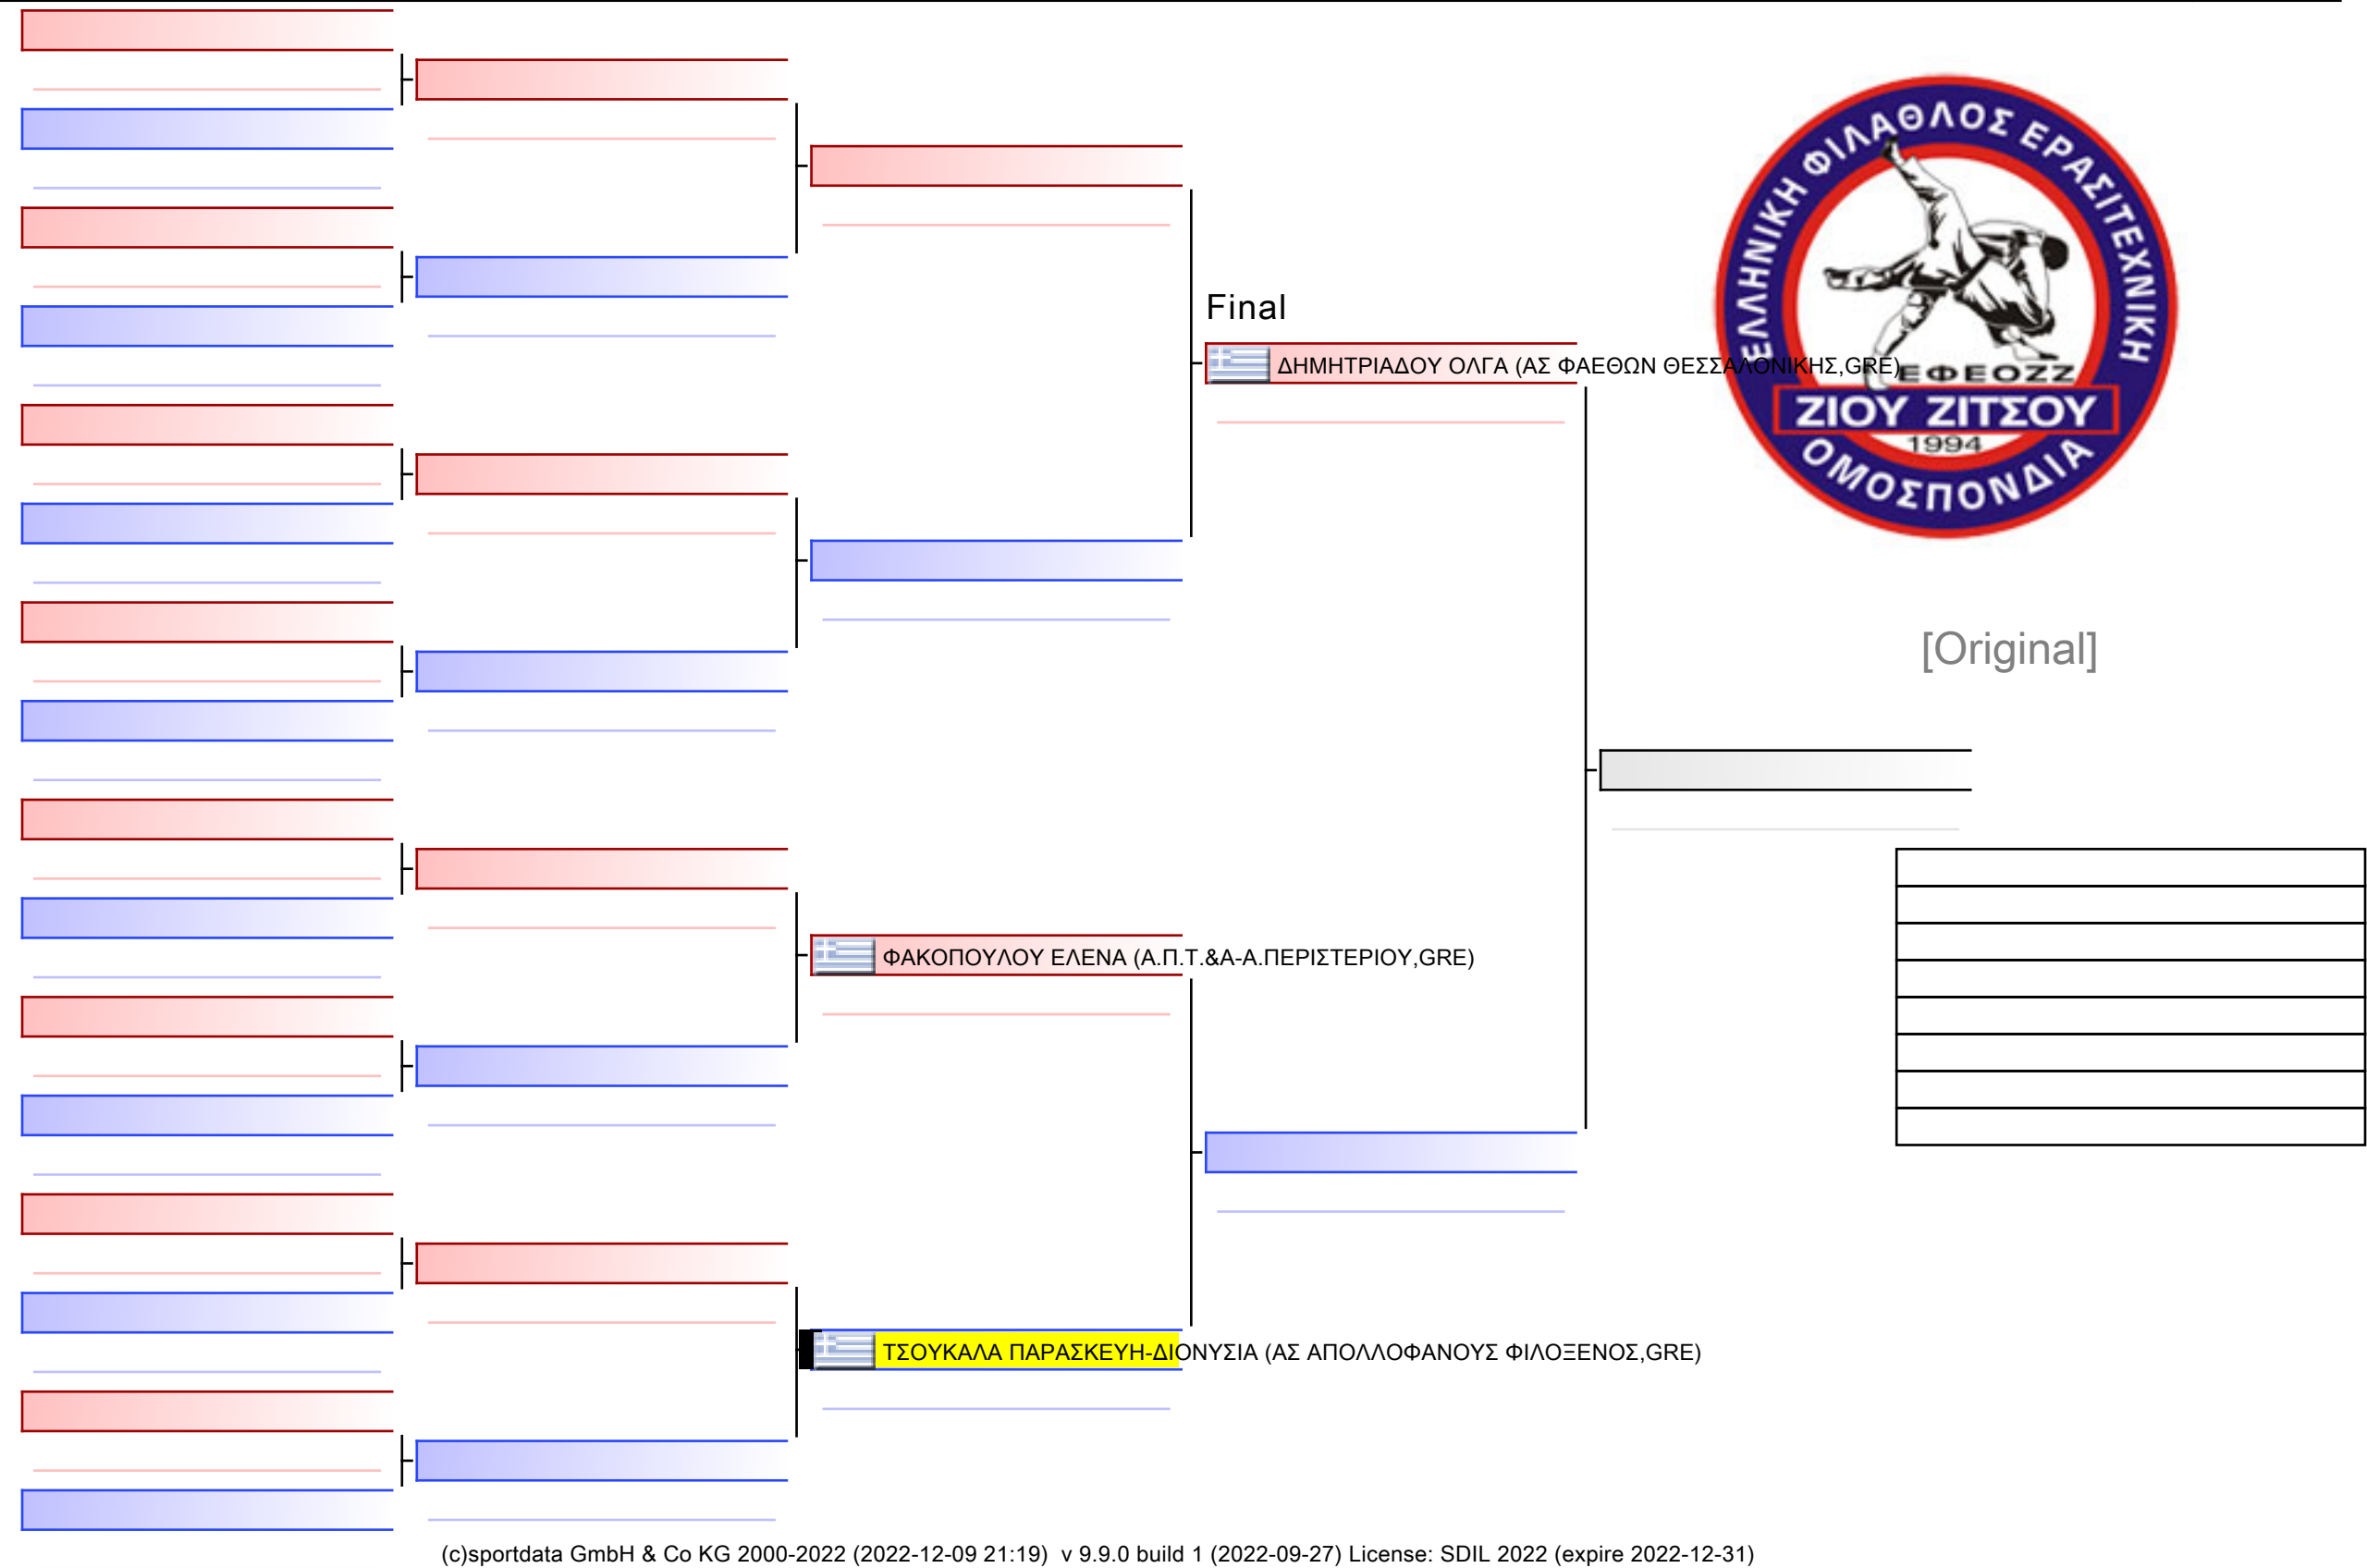 ΕΛΛΗΝΙΚΗ ΦΙΛΑΘΛΟΣ ΕΡΑΣΙΤΕΧΝΙΚΗ
Final
ΔΗΜΗΤΡΙΑΔΟΥ ΟΛΓΑ (ΑΣ ΦΑΕΘΩΝ ΘΕΣΣΑΛΟΝΙΚΗΣ,GRE)
ΕΦΕΟΖΖ
ΖΙΟΥ ΖΙΤΣΟΥ
1994
ΟΜΟΣΠΟΝΔΙΑ
[Original]
ΦΑΚΟΠΟΥΛΟΥ ΕΛΕΝΑ (Α.Π.Τ.&Α-Α.ΠΕΡΙΣΤΕΡΙΟΥ,GRE)
ΤΣΟΥΚΑΛΑ ΠΑΡΑΣΚΕΥΗ-ΔΙΟΝΥΣΙΑ (ΑΣ ΑΠΟΛΛΟΦΑΝΟΥΣ ΦΙΛΟΞΕΝΟΣ,GRE)
(c)sportdata GmbH & Co KG 2000-2022 (2022-12-09 21:19) v 9.9.0 build 1 (2022-09-27) License: SDIL 2022 (expire 2022-12-31)